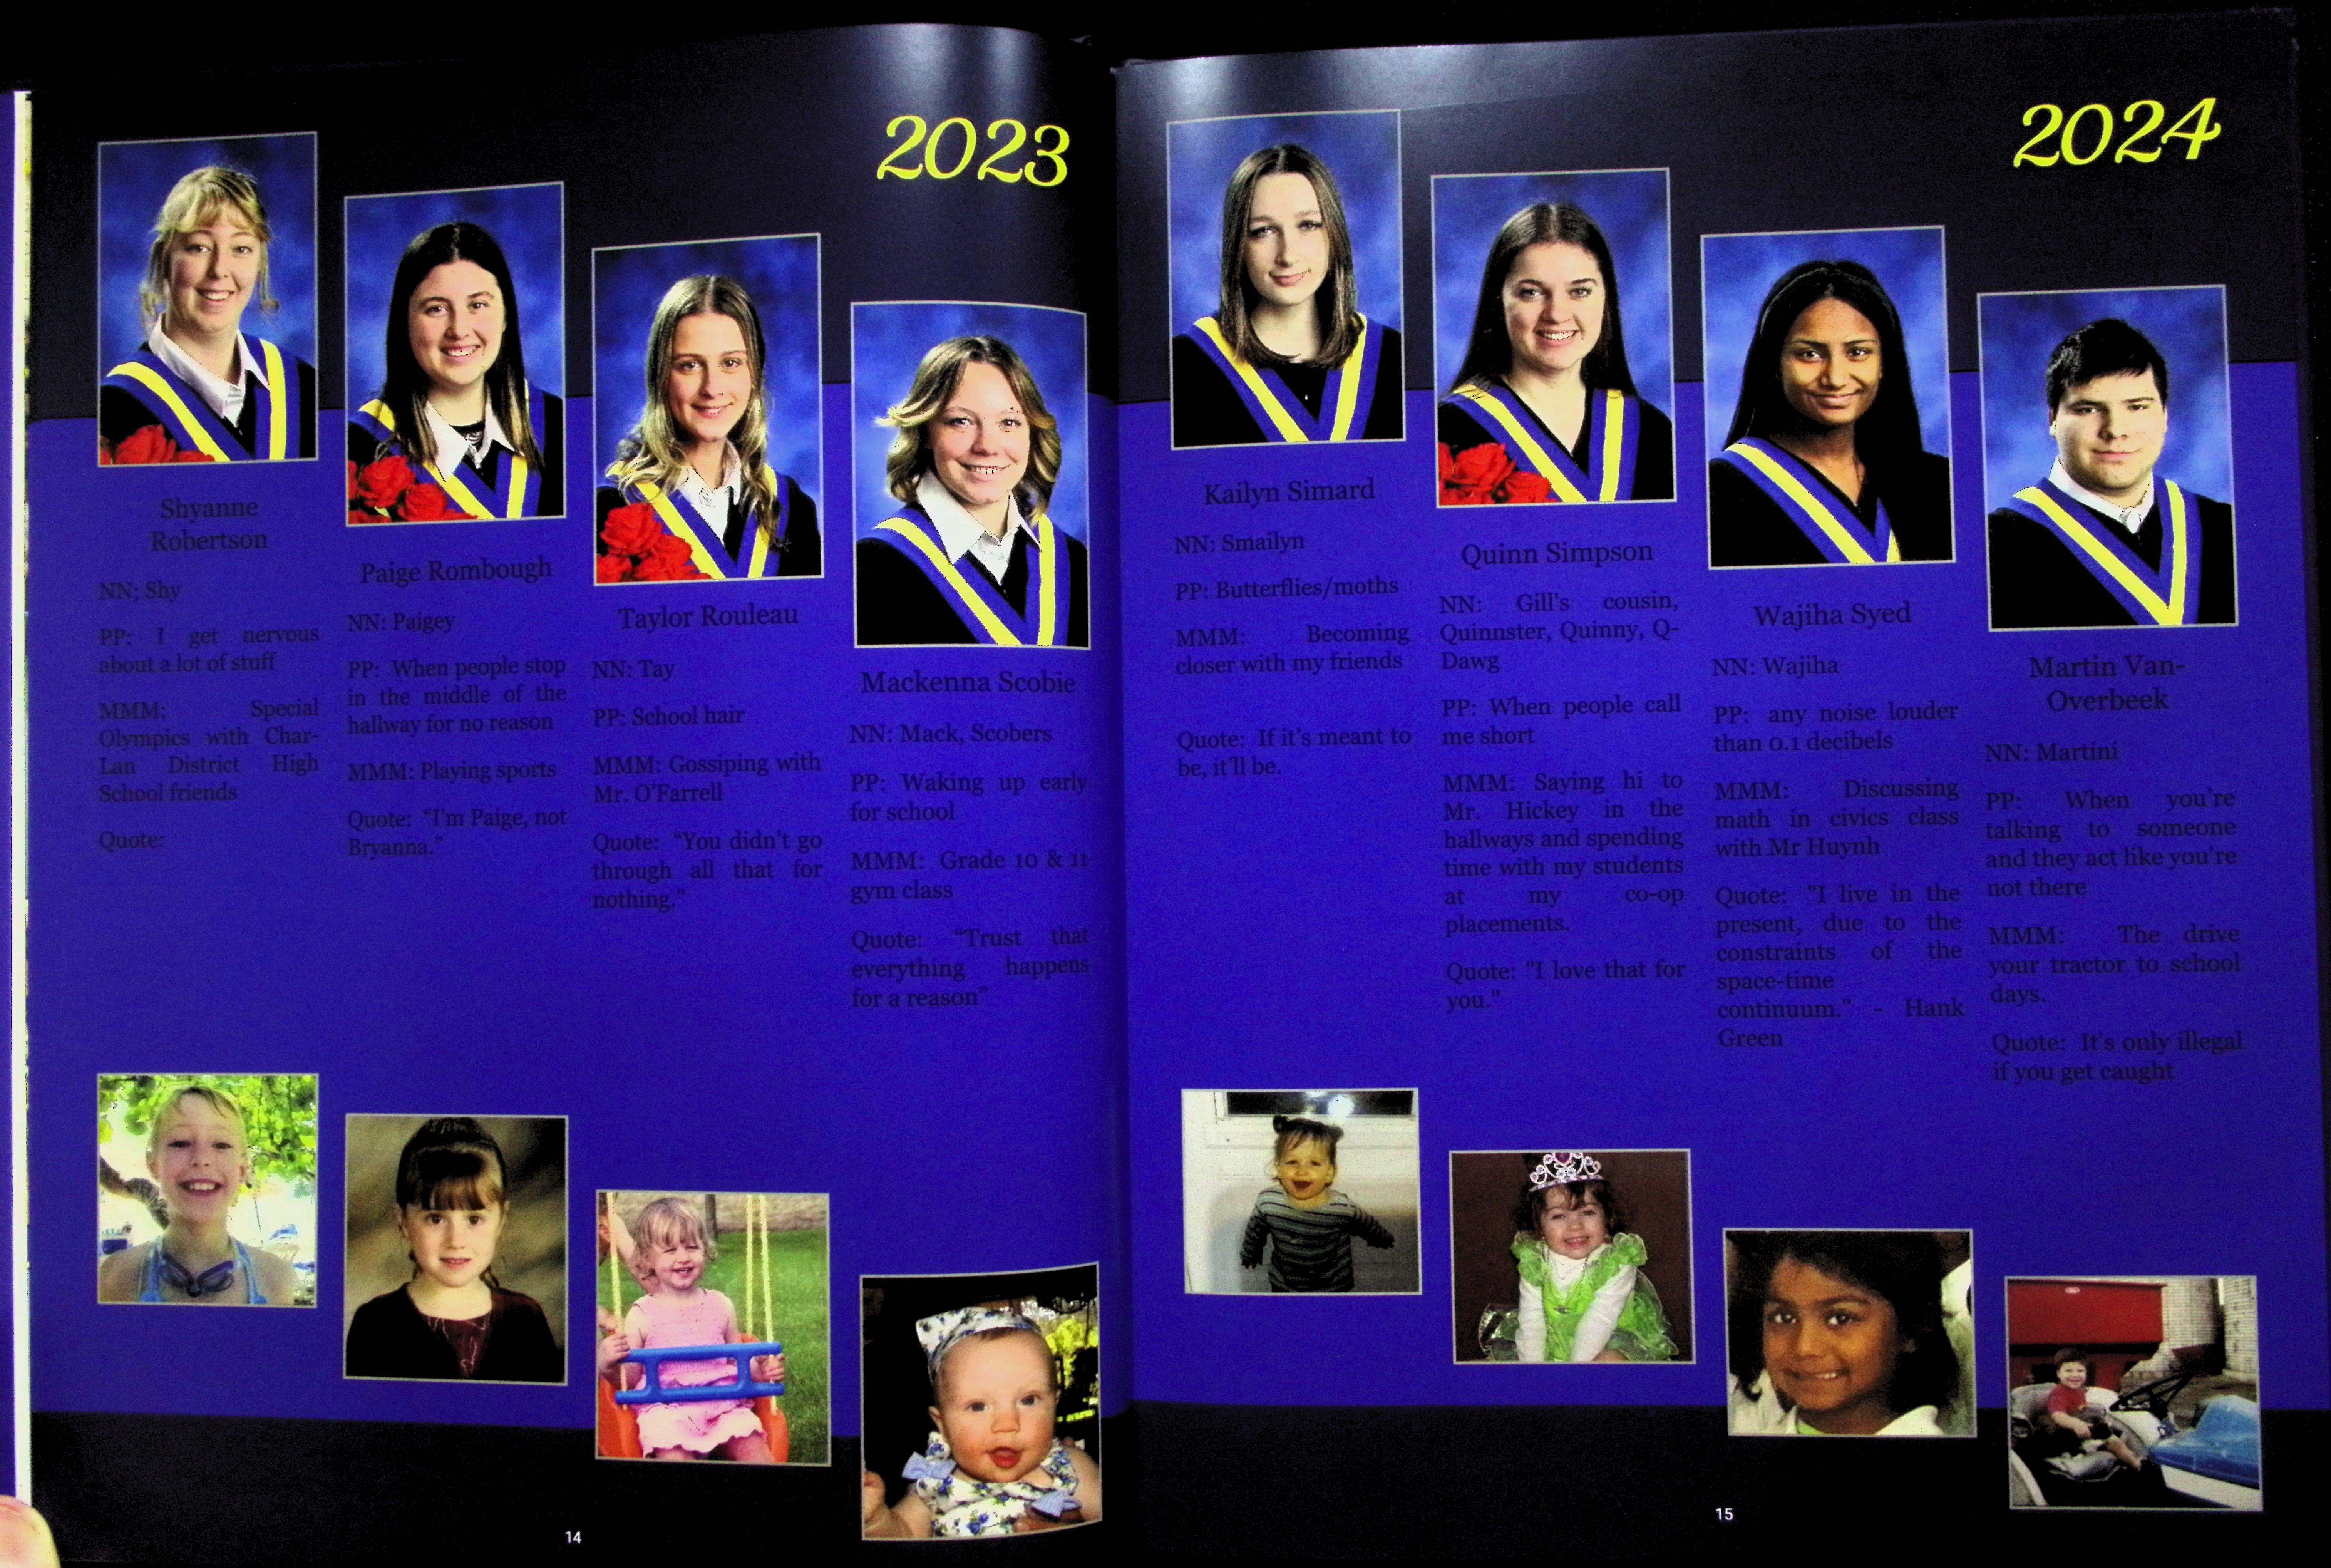 2023
Shyanne
Robertson
NN; Shy
PP: I get nervous
about a lot of stuff
MMM: Special
Olympics with Char-
Lan District High
School friends
Quote:
Paige Rombough
NN: Paigey
PP: When people stop
in the middle of the
hallway for no reason
MMM: Playing sports
Quote: “I'm Paige, not
Bryanna.”
Taylor Rouleau
NN: Tay
PP: School hair
MMM: Gossiping with
Mr. O’Farrell
Quote: “You didn’t go
through all that for
nothing.”
Mackenna Scobie
NN: Mack, Scobers
PP: Waking up early
for school
MMM: Grade 10 & 11
gym class
Quote: “Trust that
everything happens
for a reason”
14
2024
Kailyn Simard
NN: Smailyn
PP: Butterflies/moths
MMM: Becoming
closer with my friends
Quote: If it’s meant to
be, it’ll be.
Quinn Simpson
NN: Gill's cousin,
Quinnster, Quinny, Q-
Dawg
PP: When people call
me short
MMM: Saying hi to
Mr. Hickey in the
hallways and spending
time with my students
at my co-op
placements.
Quote: "I love that for
you."
Wajiha Syed
NN: Wajiha
PP: any noise louder
than 0.1 decibels
MMM: Discussing
math in civics class
with Mr Huynh
Quote: "I live in the
present, due to the
constraints of the
space-time
continuum." - Hank
Green
Martin Van-
Overbeek
NN: Martini
PP: When you’re
talking to someone
and they act like you’re
not there
MMM: The drive
your tractor to school
days.
Quote: It's only illegal
if you get caught
15